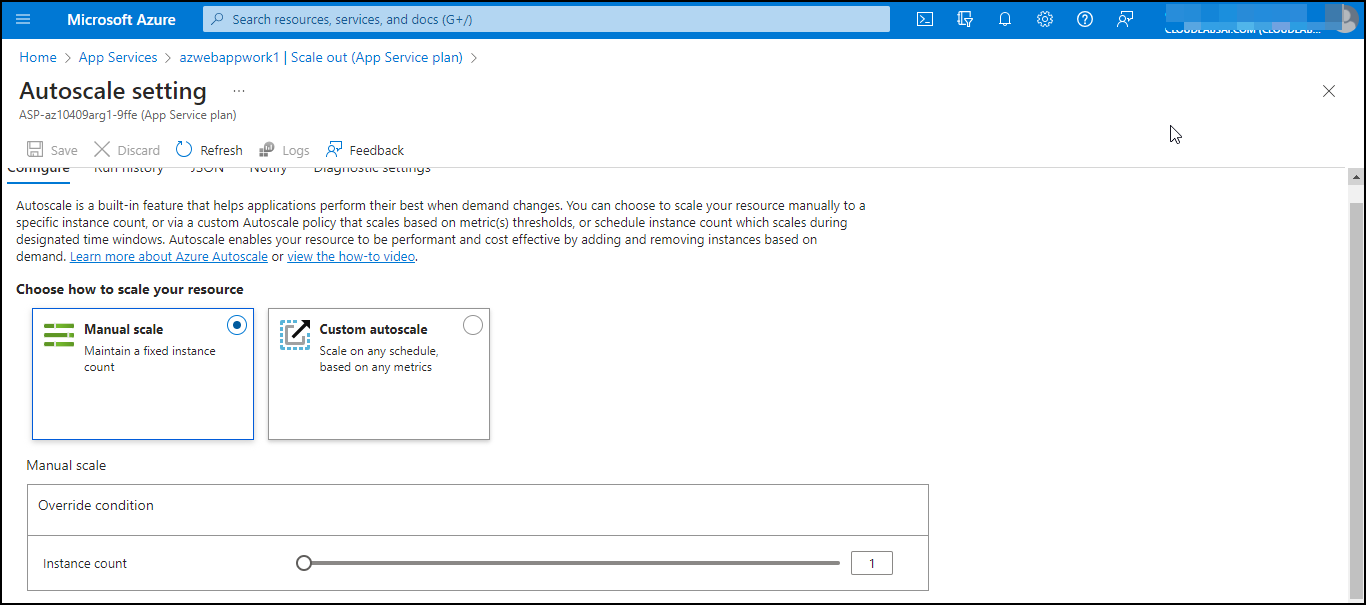 Microsoft Azure
Search resources, services, and docs (G+/)
Home > App Services > azwebappwork1 | Scale out (App Service plan) >
Autoscale setting ...
ASP-az10409arg1-9ffe (App Service plan)
Save Discard Refresh Logs Feedback
Configure Run history JSON Notify Diagnostic settings
Autoscale is a built-in feature that helps applications perform their best when demand changes. You can choose to scale your resource manually to a
specific instance count, or via a custom Autoscale policy that scales based on metric(s) thresholds, or schedule instance count which scales during
designated time windows. Autoscale enables your resource to be performant and cost effective by adding and removing instances based on
demand. Learn more about Azure Autoscale or view the how-to video.
Choose how to scale your resource
Manual scale
Maintain a fixed instance
count
Custom autoscale
Scale on any schedule,
based on any metrics
Manual scale
Override condition
Instance count 1